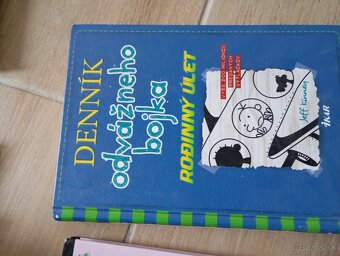 DENNÍK
odvážneho
bojka
RODINNÝ ÚLET
Jeff Kinney
IKAR